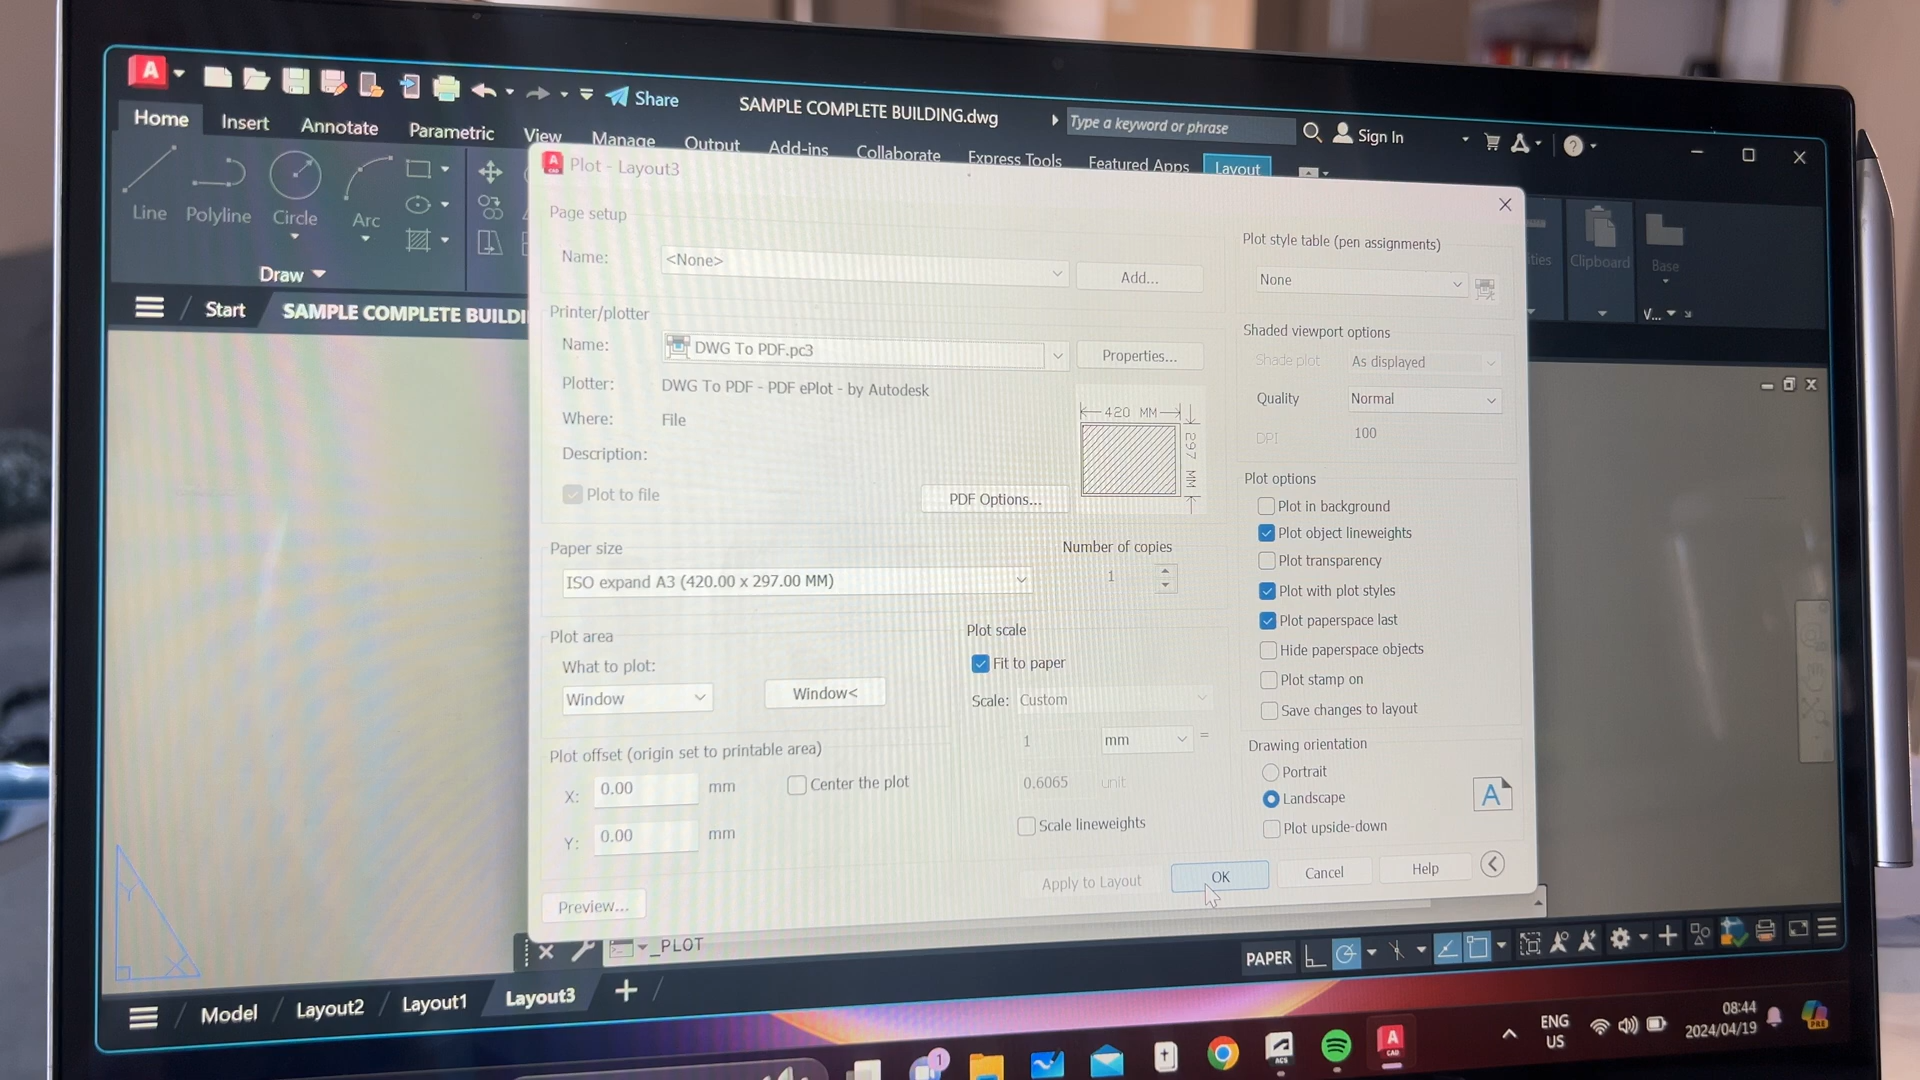 A
Share
SAMPLE COMPLETE BUILDING.dwg
Type a keyword or phrase
Sign In
Home
Insert
Annotate
Parametric
View
Manage
Output
Add-ins
Collaborate
Express Tools
Featured Apps
Layout
Line
Polyline
Circle
Arc
Draw
Clipboard
Base
V...
Start
SAMPLE COMPLETE BUILDI
Plot - Layout3
Page setup
Name:
<None>
Add...
Printer/plotter
Name:
DWG To PDF.pc3
Properties...
Plotter:
DWG To PDF - PDF ePlot - by Autodesk
Where:
File
Description:
Plot to file
PDF Options...
420 MM
297 MM
Paper size
ISO expand A3 (420.00 x 297.00 MM)
Number of copies
1
Plot area
What to plot:
Window
Window<
Plot scale
Fit to paper
Scale:
Custom
1
mm
=
0.6065
unit
Scale lineweights
Plot offset (origin set to printable area)
X:
0.00
mm
Center the plot
Y:
0.00
mm
Preview...
Plot style table (pen assignments)
None
Shaded viewport options
Shade plot
As displayed
Quality
Normal
DPI
100
Plot options
Plot in background
Plot object lineweights
Plot transparency
Plot with plot styles
Plot paperspace last
Hide paperspace objects
Plot stamp on
Save changes to layout
Drawing orientation
Portrait
Landscape
Plot upside-down
A
Apply to Layout
OK
Cancel
Help
Y
X
_PLOT
PAPER
Model
Layout2
Layout1
Layout3
1
ENG
US
08:44
2024/04/19
PRE
A
CAD